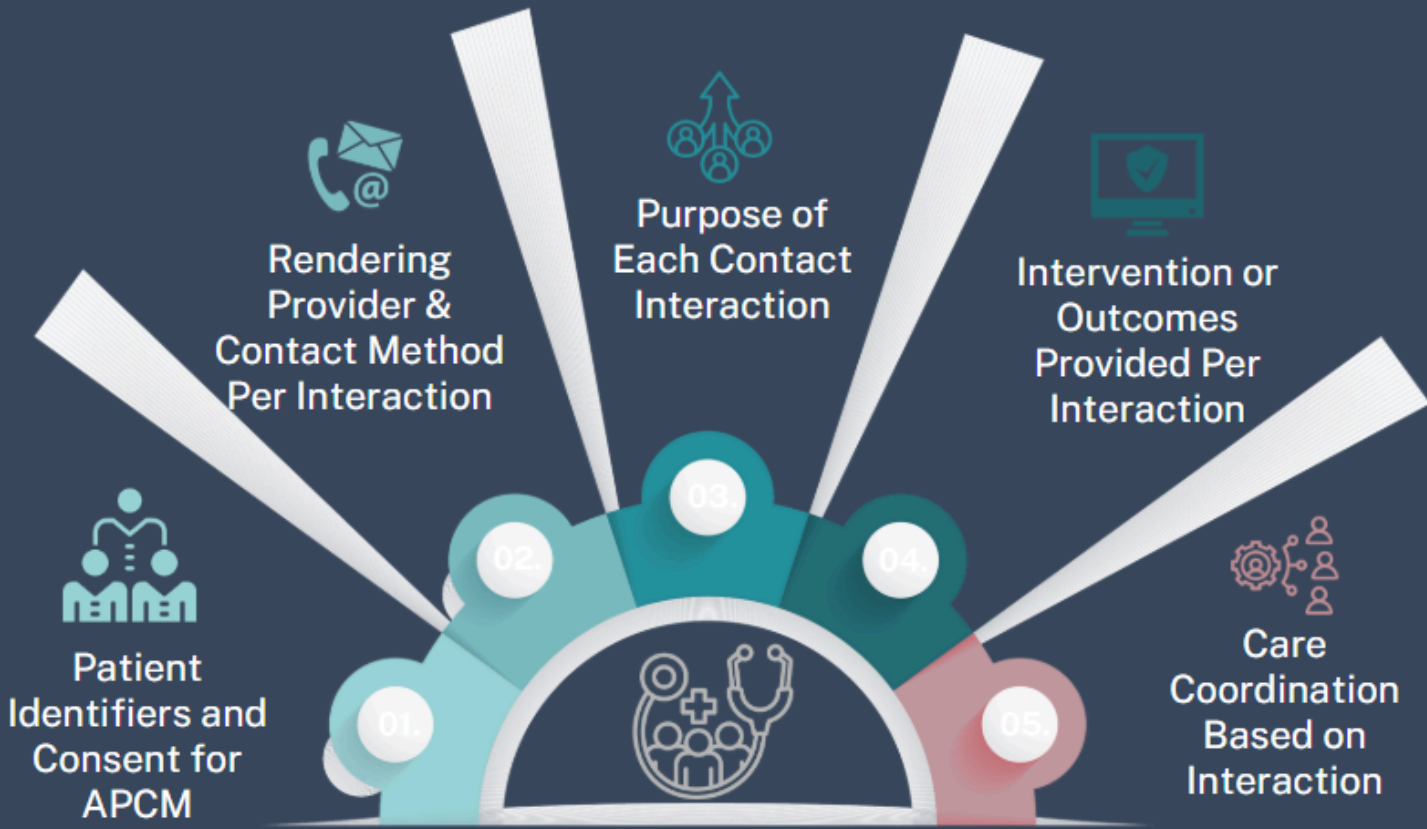 01.
Patient
Identifiers and
Consent for
APCM
02.
Rendering
Provider &
Contact Method
Per Interaction
03.
Purpose of
Each Contact
Interaction
04.
Intervention or
Outcomes
Provided Per
Interaction
05.
Care
Coordination
Based on
Interaction